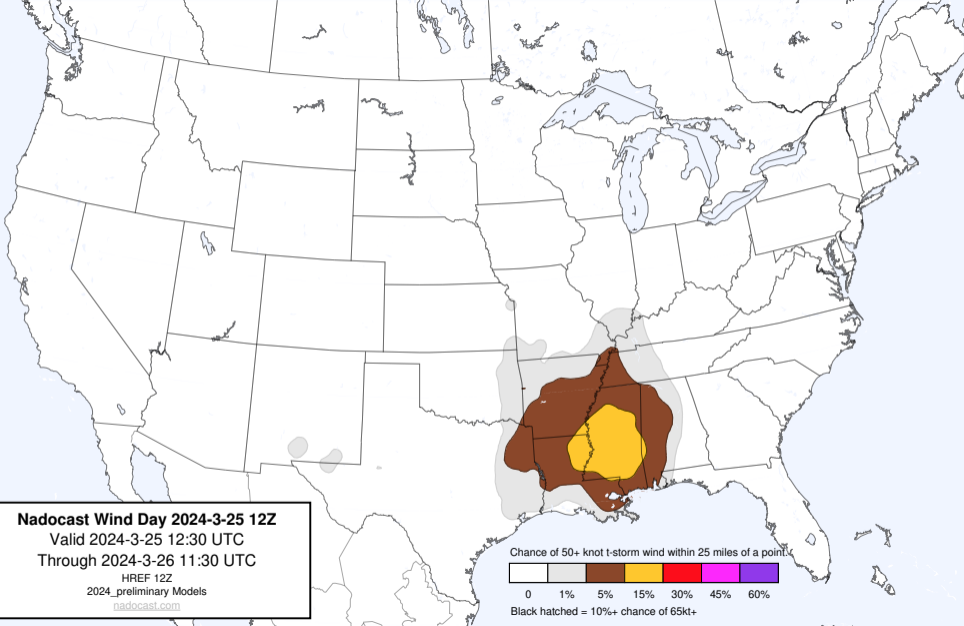 Nadocast Wind Day 2024-3-25 12Z
Valid 2024-3-25 12:30 UTC
Through 2024-3-26 11:30 UTC
HREF 12Z
2024_preliminary Models
nadocast.com
Chance of 50+ knot t-storm wind within 25 miles of a point.
0 1% 5% 15% 30% 45% 60%
Black hatched = 10%+ chance of 65kt+